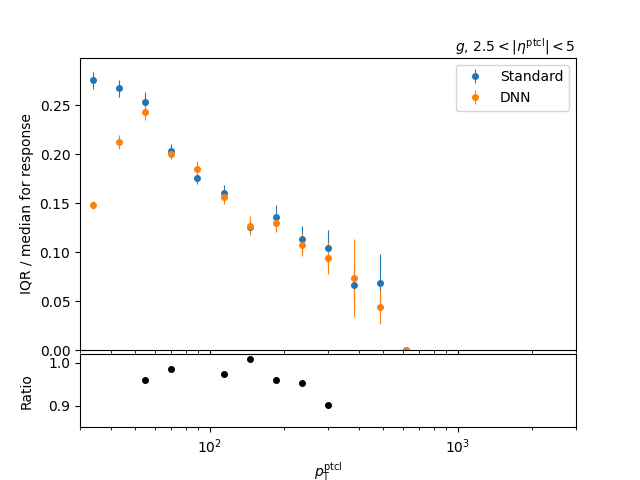 g, 2.5 < |η^ptcl| < 5
Standard
DNN
IQR / median for response
0.25
0.20
0.15
0.10
0.05
0.00
Ratio
1.0
0.9
10^2
10^3
p_T^ptcl